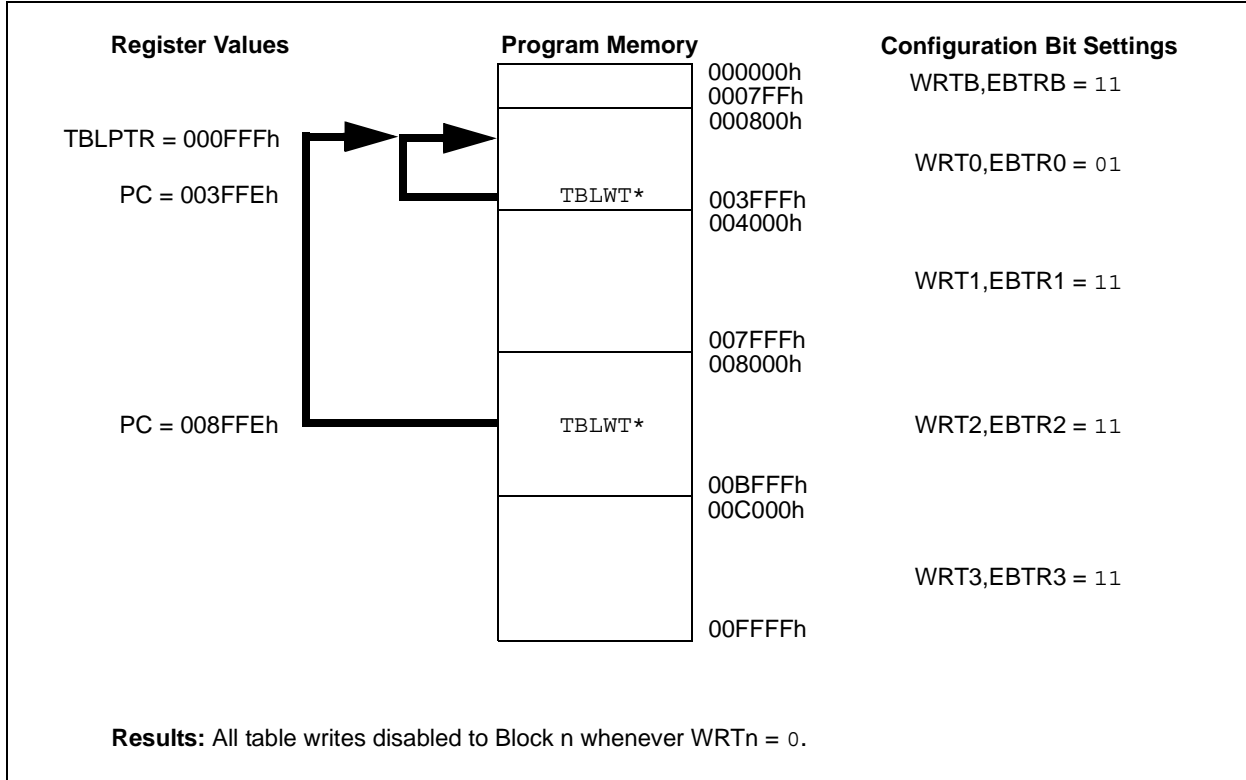 Register Values
Program Memory
Configuration Bit Settings
000000h
WRTB,EBTRB = 11
0007FFh
000800h
TBLPTR = 000FFFh
WRT0,EBTR0 = 01
PC = 003FFEh
TBLWT*
003FFFh
004000h
WRT1,EBTR1 = 11
007FFFh
008000h
PC = 008FFEh
TBLWT*
WRT2,EBTR2 = 11
00BFFFh
00C000h
WRT3,EBTR3 = 11
00FFFFh
Results: All table writes disabled to Block n whenever WRTn = 0.